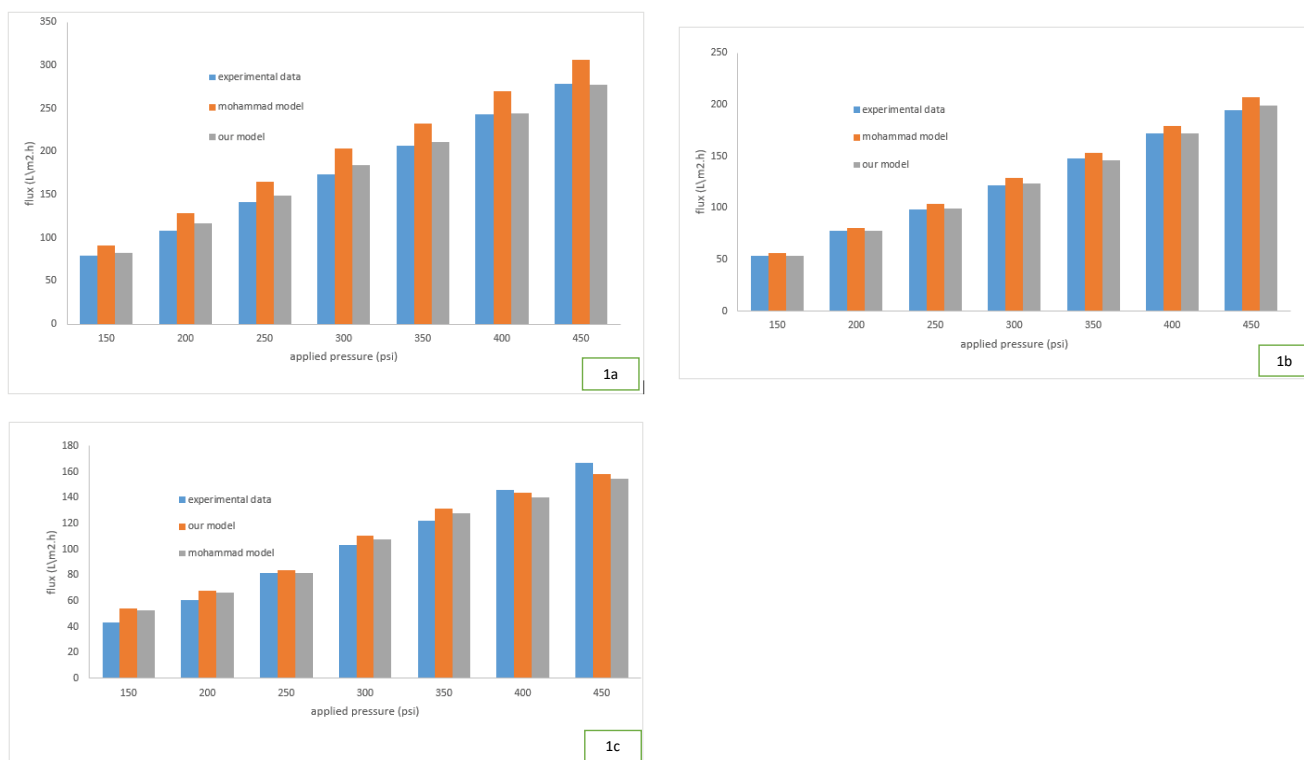 350
300
250
200
150
100
50
0
flux (L\m2.h)
experimental data
mohammad model
our model
150 200 250 300 350 400 450
applied pressure (psi)
1a
250
200
150
100
50
0
flux (L\m2.h)
experimental data
mohammad model
our model
150 200 250 300 350 400 450
applied pressure (psi)
1b
180
160
140
120
100
80
60
40
20
0
flux (L\m2.h)
experimental data
our model
mohammad model
150 200 250 300 350 400 450
applied pressure (psi)
1c